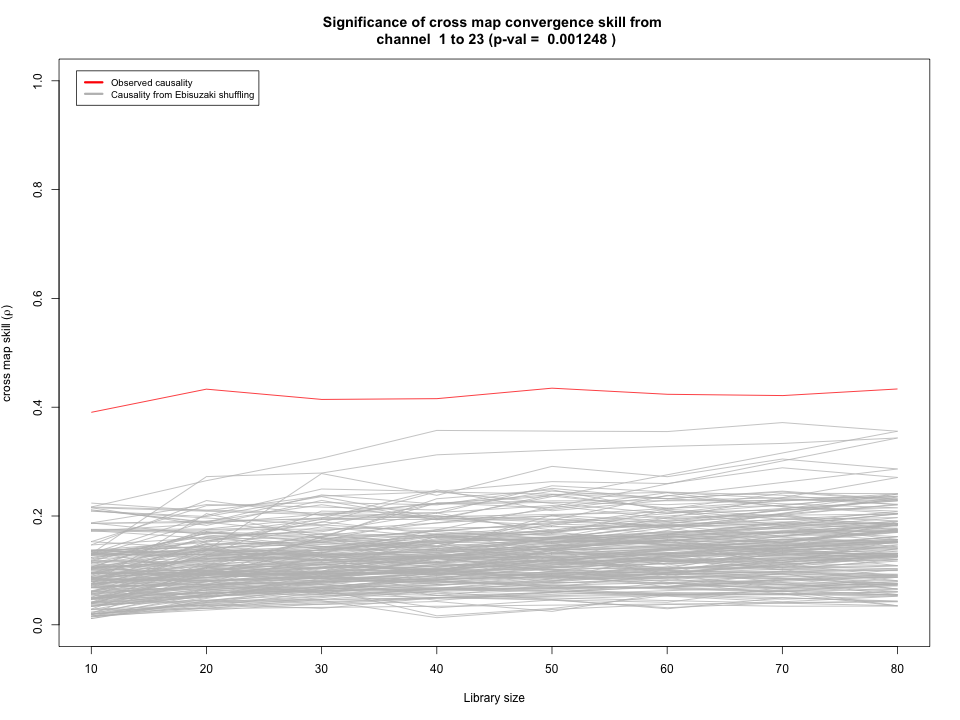 Significance of cross map convergence skill from
channel 1 to 23 (p-val = 0.001248 )
Observed causality
Causality from Ebisuzaki shuffling
cross map skill (ρ)
1.0
0.8
0.6
0.4
0.2
0.0
10 20 30 40 50 60 70 80
Library size